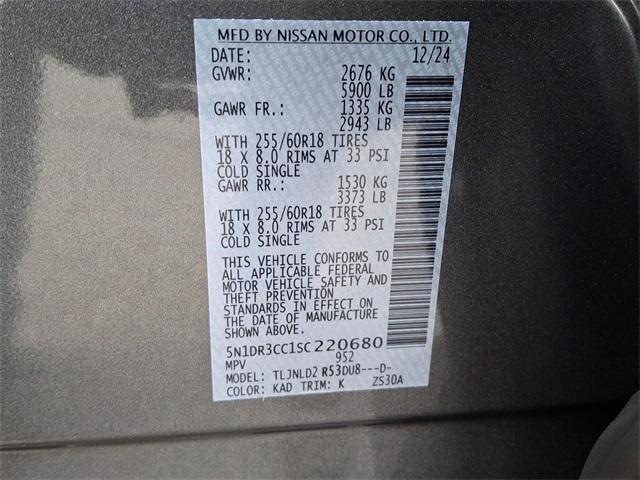 MFD BY NISSAN MOTOR CO., LTD.
DATE: 12/24
GVWR: 2676 KG
5900 LB
GAWR FR.: 1335 KG
2943 LB
WITH 255/60R18 TIRES
18 X 8.0 RIMS AT 33 PSI
COLD SINGLE
GAWR RR.: 1530 KG
3373 LB
WITH 255/60R18 TIRES
18 X 8.0 RIMS AT 33 PSI
COLD SINGLE
THIS VEHICLE CONFORMS TO
ALL APPLICABLE FEDERAL
MOTOR VEHICLE SAFETY AND
THEFT PREVENTION
STANDARDS IN EFFECT ON
THE DATE OF MANUFACTURE
SHOWN ABOVE.
5N1DR3CC1SC220680
MPV 952
MODEL: TLJNLD2 R53DU8---D-
COLOR: KAD TRIM: K ZS30A